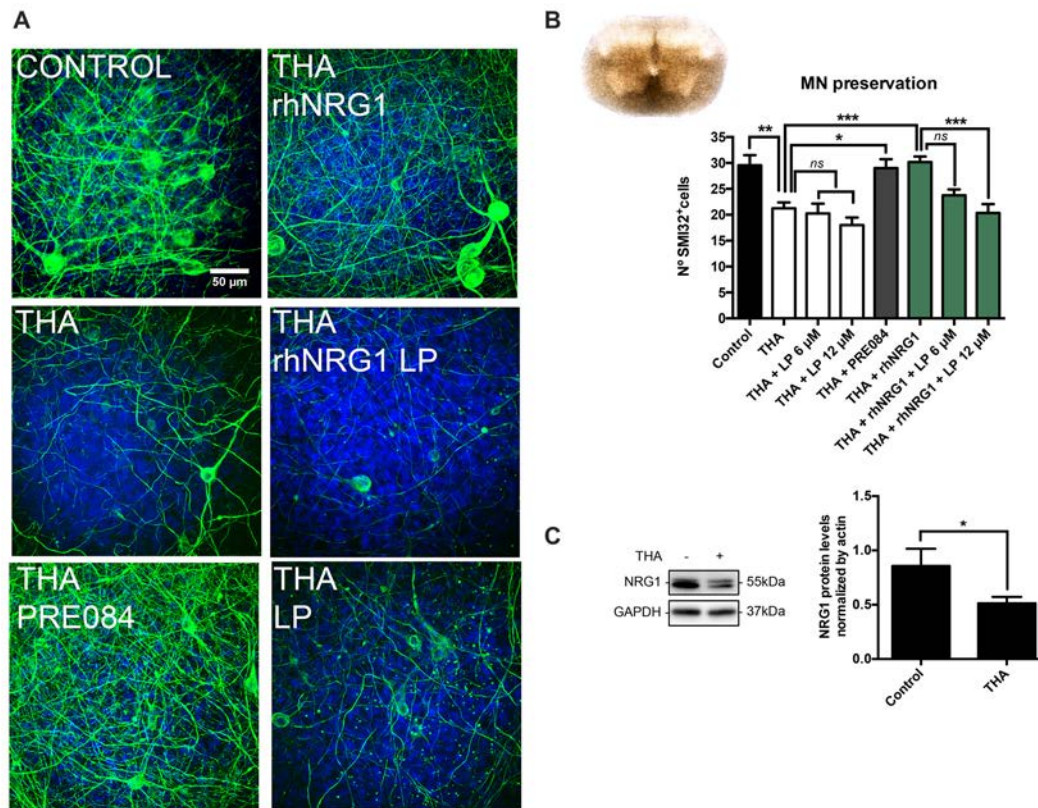 A
CONTROL
50 µm
THA
rhNRG1
THA
THA
rhNRG1 LP
THA
PRE084
THA
LP
B
MN preservation
Nº SMI32⁺cells
35
30
25
20
15
10
5
0
**
***
*
ns
***
ns
Control
THA
THA + LP 6 µM
THA + LP 12 µM
THA + PRE084
THA + rhNRG1
THA + rhNRG1 + LP 6 µM
THA + rhNRG1 + LP 12 µM
C
THA - +
NRG1 - 55kDa
GAPDH - 37kDa
NRG1 protein levels
normalized by actin
1.5
1.0
0.5
0.0
*
Control
THA